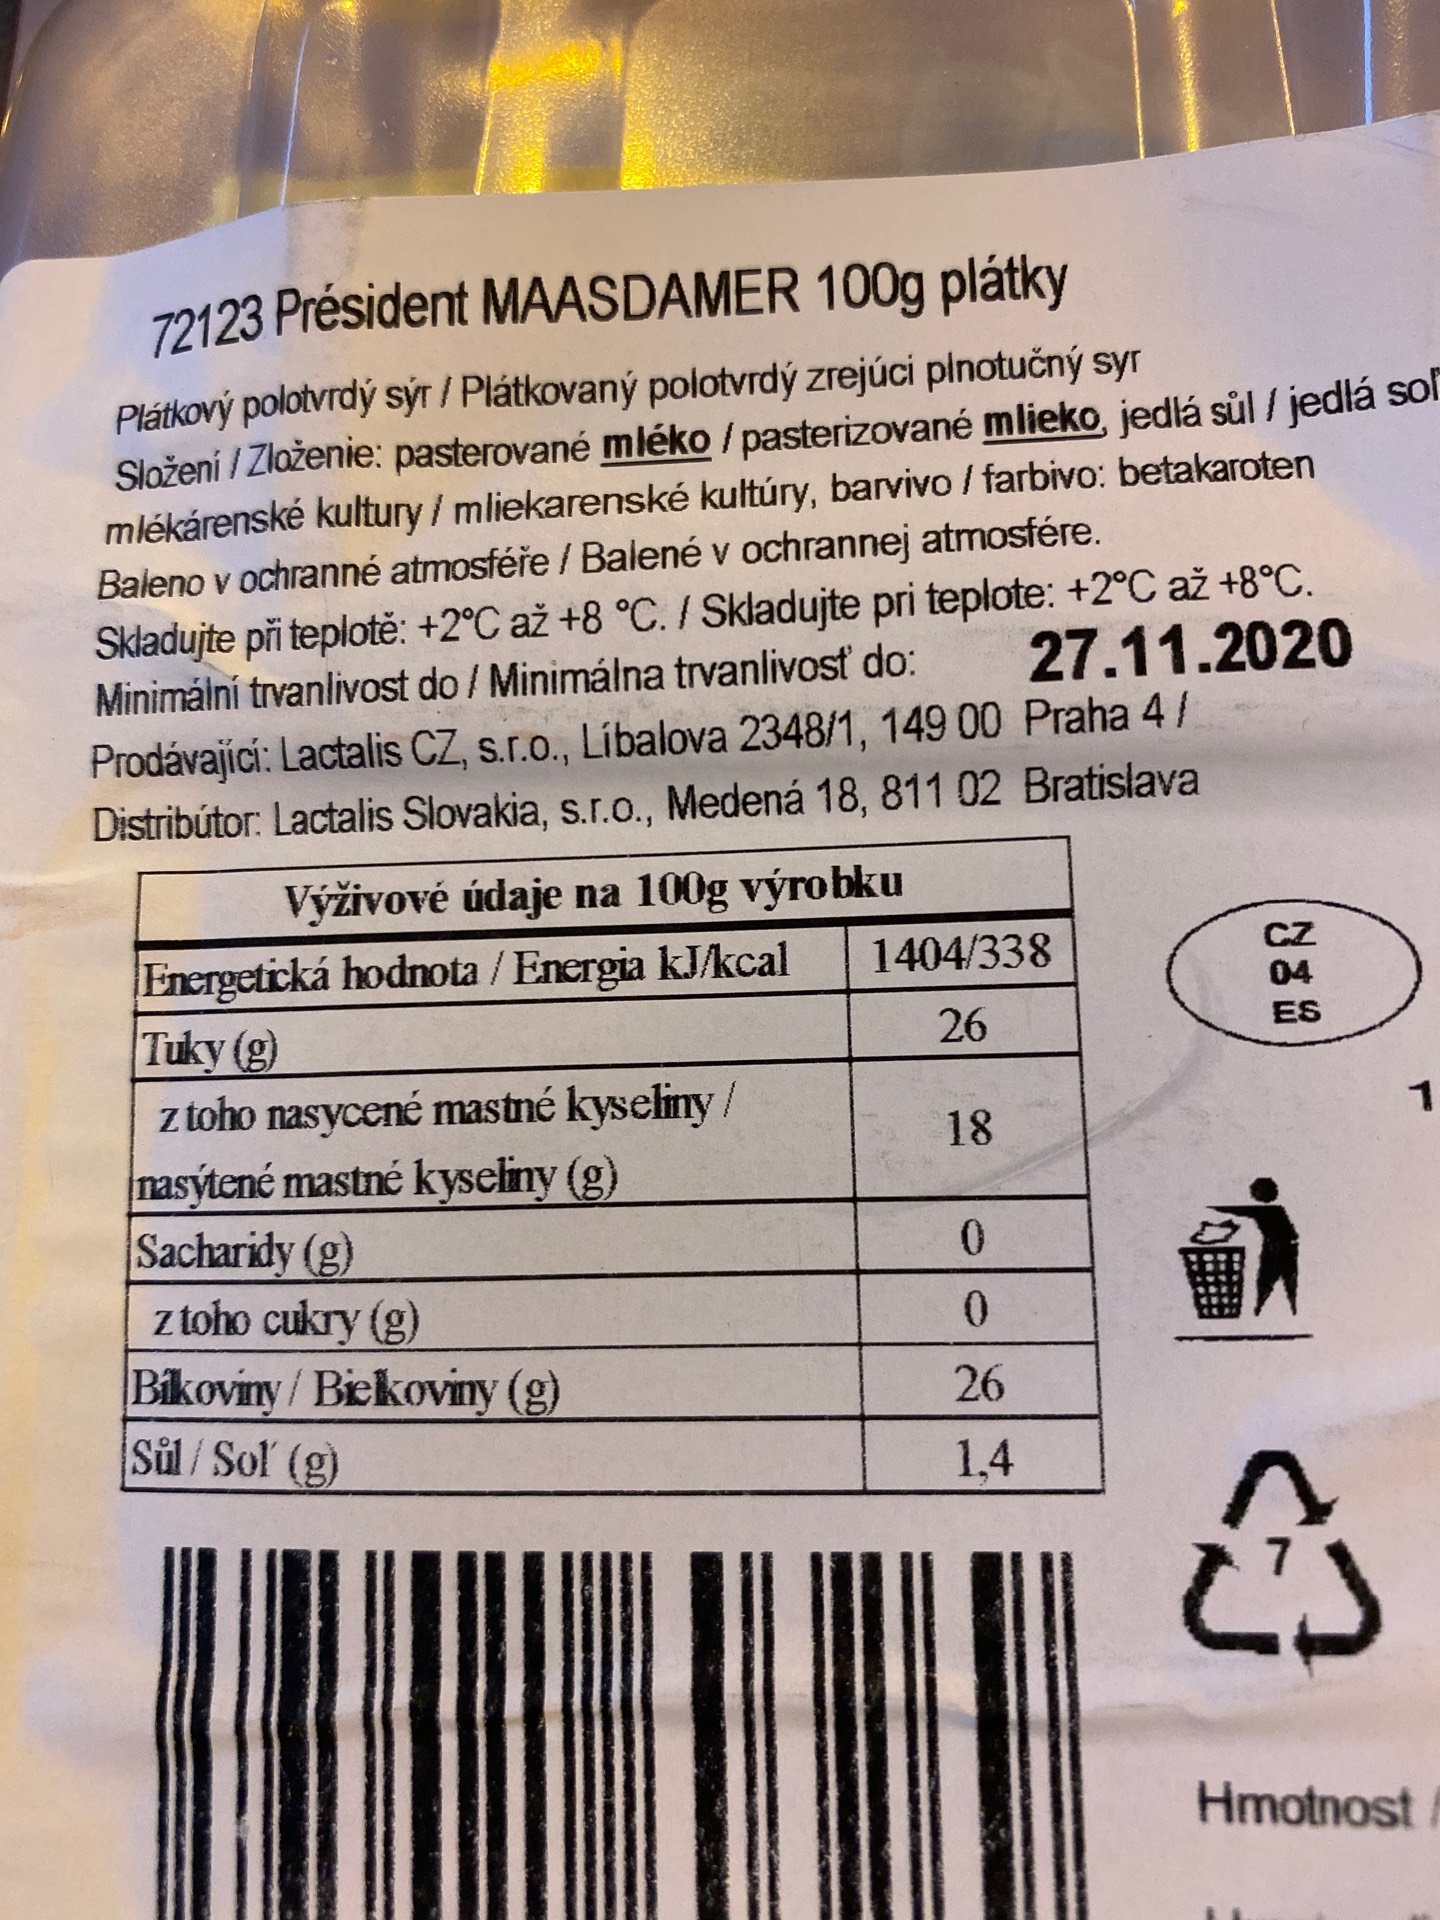 72123 Président MAASDAMER 100g plátky
Plátkový polotvrdý sýr / Plátkovaný polotvrdý zrejúci plnotučný syr
Složení / Zloženie: pasterované mléko / pasterizované mlieko, jedlá sůl / jedlá soľ
mlékárenské kultury / mliekarenské kultúry, barvivo / farbivo: betakaroten
Baleno v ochranné atmosféře / Balené v ochrannej atmosfére.
Skladujte při teplotě: +2°C až +8 °C. / Skladujte pri teplote: +2°C až +8°C.
Minimální trvanlivost do / Minimálna trvanlivosť do: 27.11.2020
Prodávající: Lactalis CZ, s.r.o., Líbalova 2348/1, 149 00 Praha 4 /
Distribútor: Lactalis Slovakia, s.r.o., Medená 18, 811 02 Bratislava
Výživové údaje na 100g výrobku
Energetická hodnota / Energia kJ/kcal 1404/338
Tuky (g) 26
z toho nasycené mastné kyseliny /
nasýtené mastné kyseliny (g) 18
Sacharidy (g) 0
z toho cukry (g) 0
Bílkoviny / Bielkoviny (g) 26
Sůl / Soľ (g) 1,4
CZ
04
ES
1
7
Hmotnost /